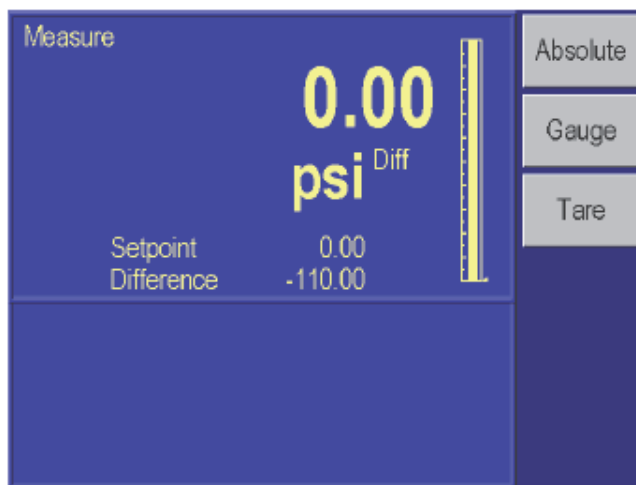 Measure
0.00
psi Diff
Setpoint 0.00
Difference -110.00
Absolute
Gauge
Tare